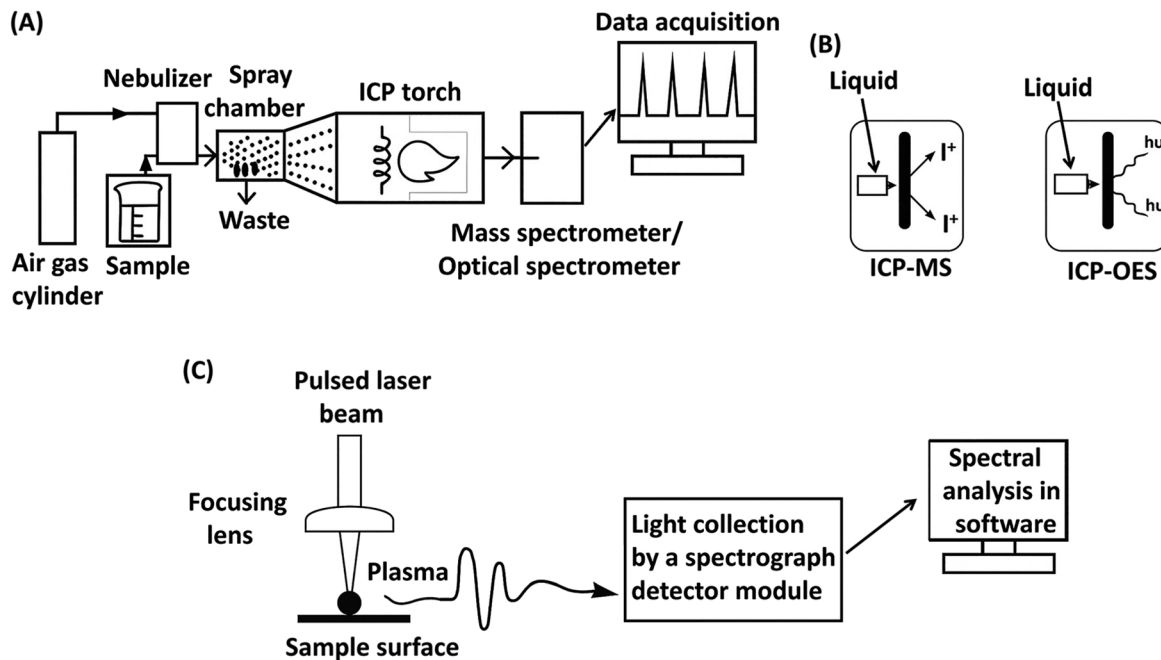 (A)
Data acquisition
(B)
Nebulizer
Spray
chamber
ICP torch
Liquid
Liquid
I⁺
I⁺
hu
hu
Waste
Air gas
cylinder
Sample
Mass spectrometer/
Optical spectrometer
ICP-MS
ICP-OES
(C)
Pulsed laser
beam
Focusing
lens
Plasma
Sample surface
Light collection
by a spectrograph
detector module
Spectral
analysis in
software